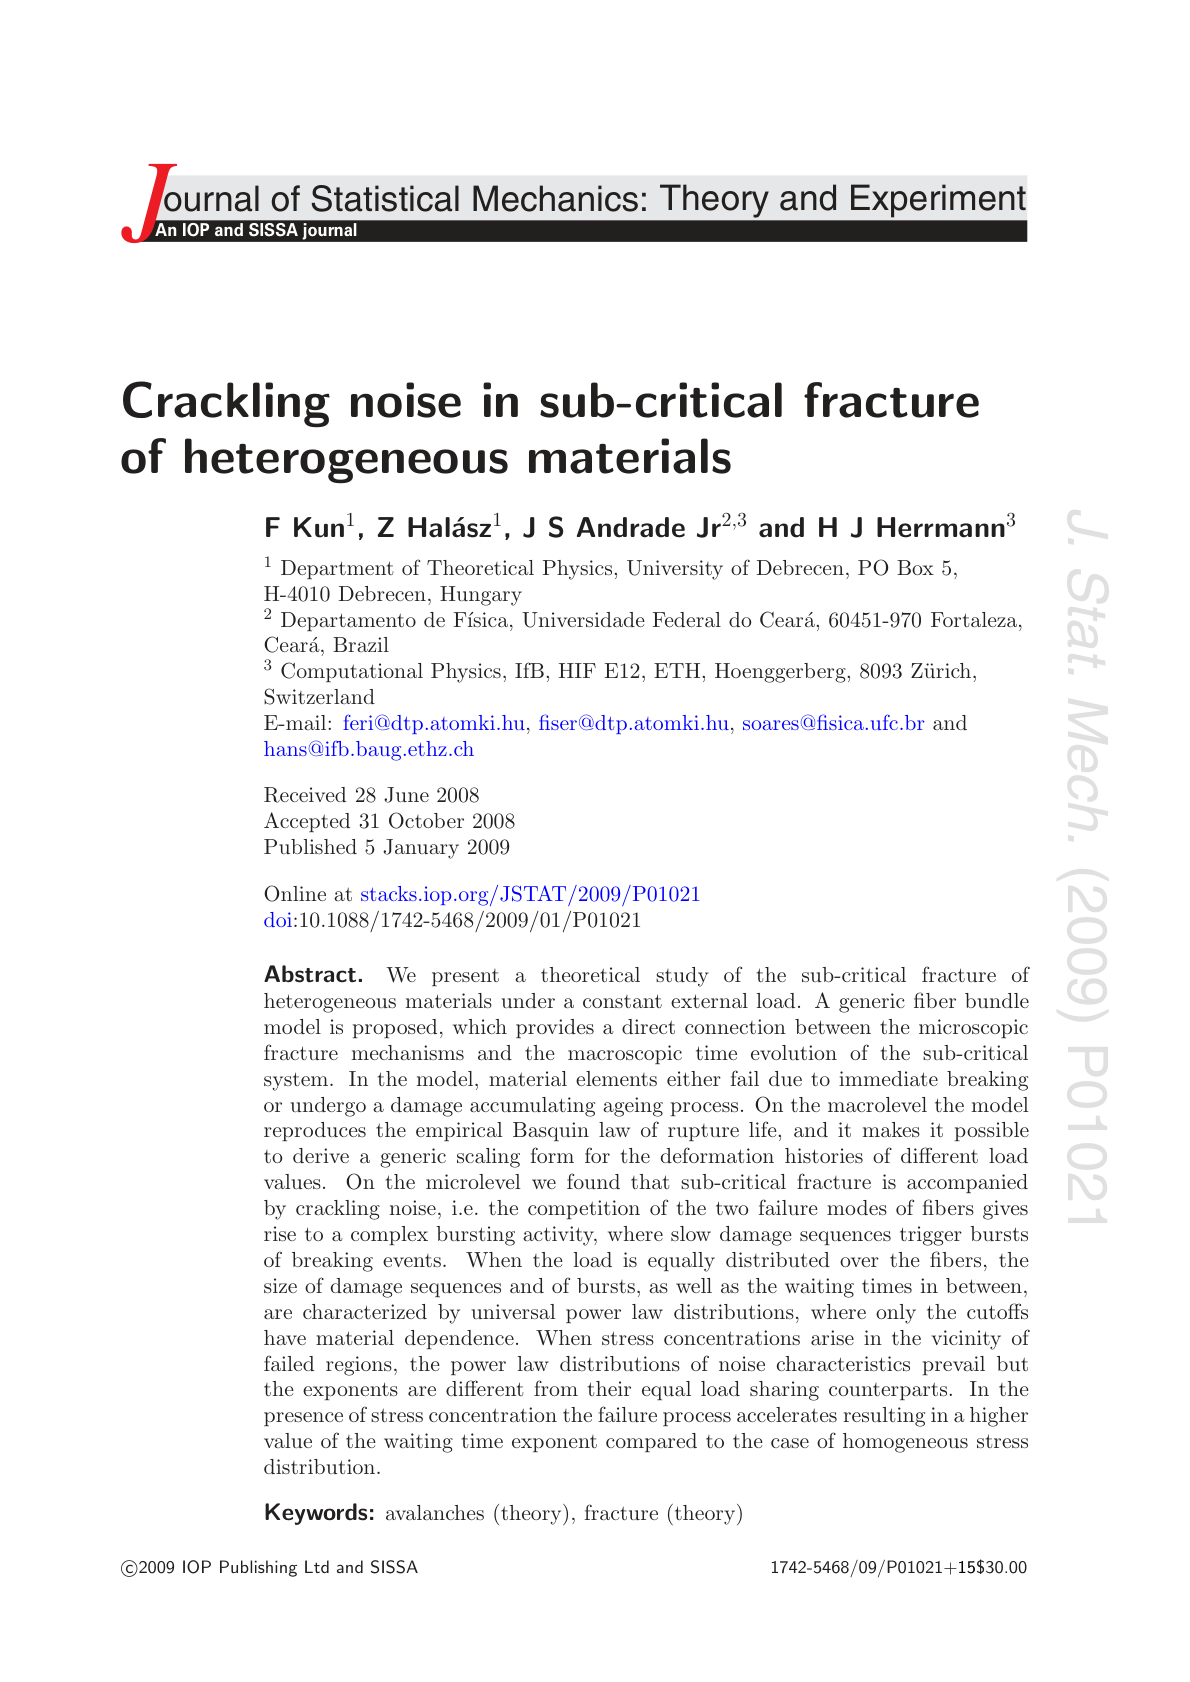 Journal of Statistical Mechanics: Theory and Experiment
An IOP and SISSA journal
Crackling noise in sub-critical fracture
of heterogeneous materials
F Kun¹, Z Halász¹, J S Andrade Jr²,³ and H J Herrmann³
¹ Department of Theoretical Physics, University of Debrecen, PO Box 5,
H-4010 Debrecen, Hungary
² Departamento de Física, Universidade Federal do Ceará, 60451-970 Fortaleza,
Ceará, Brazil
³ Computational Physics, IfB, HIF E12, ETH, Hoenggerberg, 8093 Zürich,
Switzerland
E-mail: feri@dtp.atomki.hu, fiser@dtp.atomki.hu, soares@fisica.ufc.br and
hans@ifb.baug.ethz.ch
Received 28 June 2008
Accepted 31 October 2008
Published 5 January 2009
Online at stacks.iop.org/JSTAT/2009/P01021
doi:10.1088/1742-5468/2009/01/P01021
Abstract. We present a theoretical study of the sub-critical fracture of
heterogeneous materials under a constant external load. A generic fiber bundle
model is proposed, which provides a direct connection between the microscopic
fracture mechanisms and the macroscopic time evolution of the sub-critical
system. In the model, material elements either fail due to immediate breaking
or undergo a damage accumulating ageing process. On the macrolevel the model
reproduces the empirical Basquin law of rupture life, and it makes it possible
to derive a generic scaling form for the deformation histories of different load
values. On the microlevel we found that sub-critical fracture is accompanied
by crackling noise, i.e. the competition of the two failure modes of fibers gives
rise to a complex bursting activity, where slow damage sequences trigger bursts
of breaking events. When the load is equally distributed over the fibers, the
size of damage sequences and of bursts, as well as the waiting times in between,
are characterized by universal power law distributions, where only the cutoffs
have material dependence. When stress concentrations arise in the vicinity of
failed regions, the power law distributions of noise characteristics prevail but
the exponents are different from their equal load sharing counterparts. In the
presence of stress concentration the failure process accelerates resulting in a higher
value of the waiting time exponent compared to the case of homogeneous stress
distribution.
Keywords: avalanches (theory), fracture (theory)
©2009 IOP Publishing Ltd and SISSA
1742-5468/09/P01021+15$30.00
J. Stat. Mech. (2009) P01021